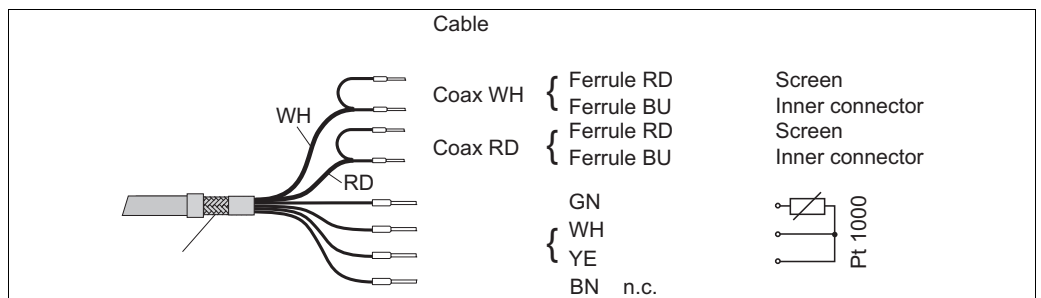 Cable
Coax WH { Ferrule RD Screen
Ferrule BU Inner connector
Coax RD { Ferrule RD Screen
Ferrule BU Inner connector
WH
RD
GN
{ WH
YE
BN n.c.
Pt 1000